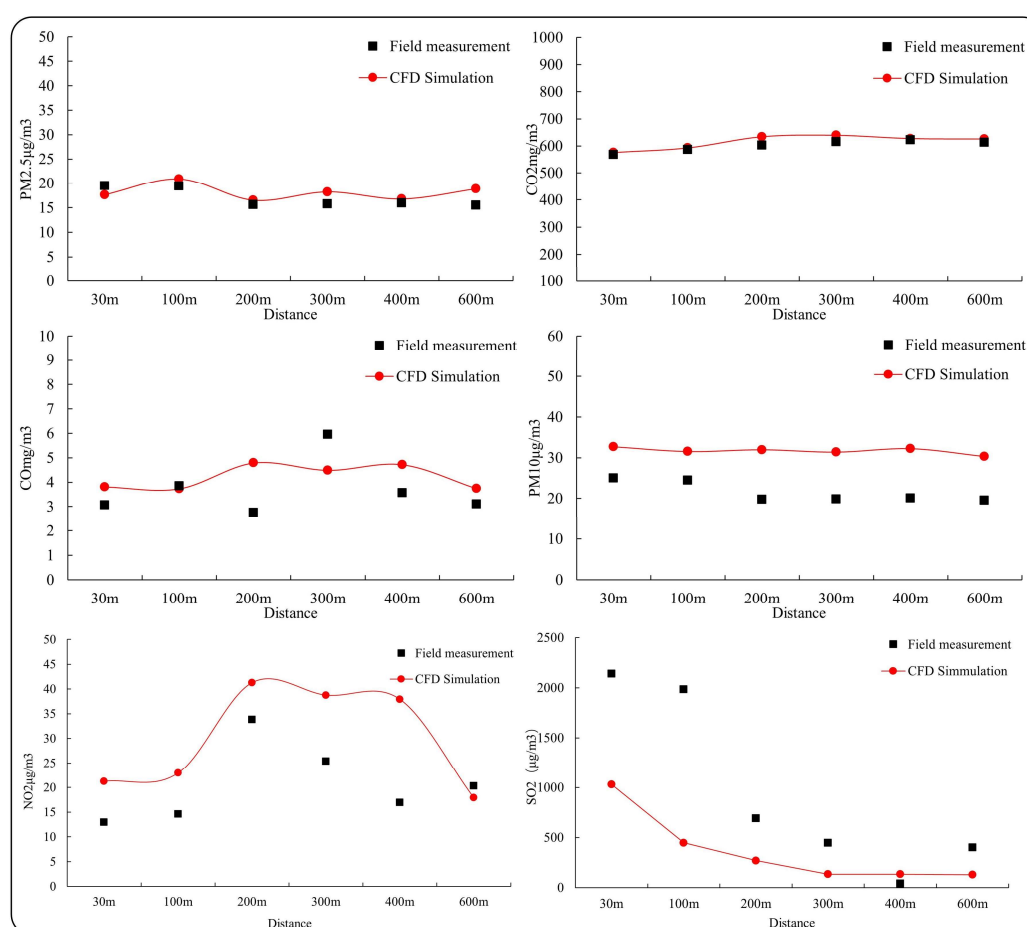 50
45
40
35
30
25
20
15
10
5
0
PM2.5μg/m3
Field measurement
CFD Simulation
30m 100m 200m 300m 400m 600m
Distance
1000
900
800
700
600
500
400
300
200
100
CO2mg/m3
Field measurement
CFD Simulation
30m 100m 200m 300m 400m 600m
Distance
10
9
8
7
6
5
4
3
2
1
0
COmg/m3
Field measurement
CFD Simulation
30m 100m 200m 300m 400m 600m
Distance
60
50
40
30
20
10
0
PM10μg/m3
Field measurement
CFD Simulation
30m 100m 200m 300m 400m 600m
Distance
50
45
40
35
30
25
20
15
10
5
0
NO2μg/m3
Field measurement
CFD Simulation
30m 100m 200m 300m 400m 600m
Distance
2500
2000
1500
1000
500
0
SO2（μg/m3）
Field measurement
CFD Simmulation
30m 100m 200m 300m 400m 600m
Distance